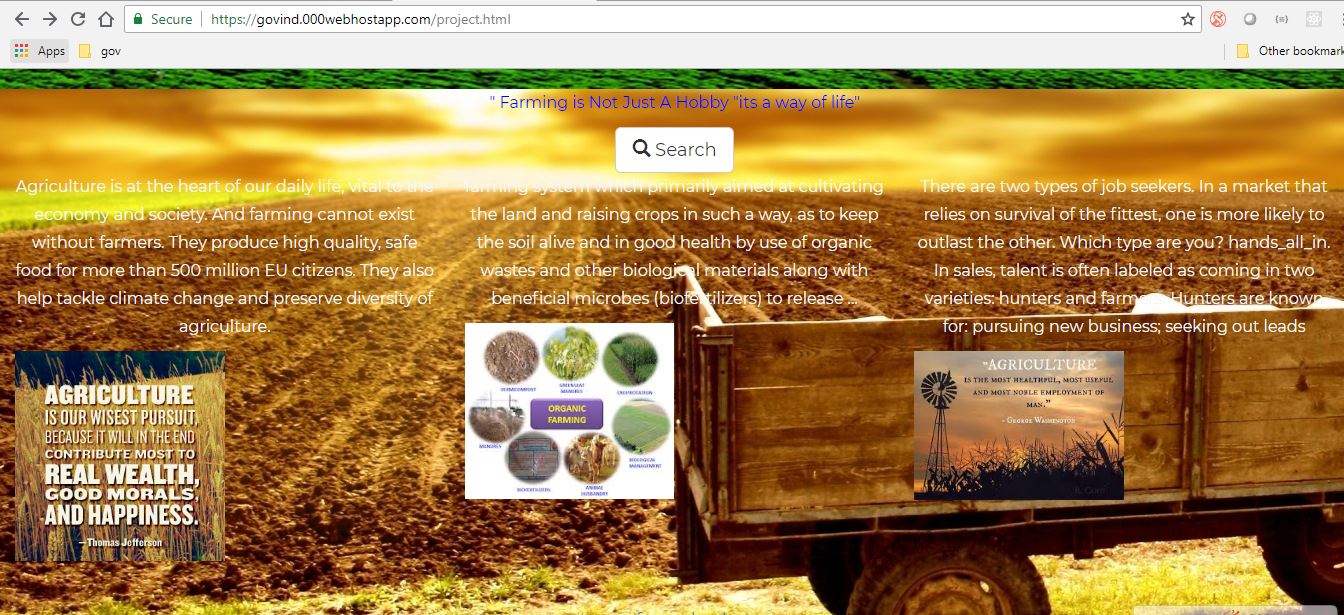 Secure
https://govind.000webhostapp.com/project.html
Apps
gov
Other bookmark
" Farming is Not Just A Hobby "its a way of life"
Search
Agriculture is at the heart of our daily life, vital to the
economy and society. And farming cannot exist
without farmers. They produce high quality, safe
food for more than 500 million EU citizens. They also
help tackle climate change and preserve diversity of
agriculture.
AGRICULTURE
IS OUR WISEST PURSUIT,
BECAUSE IT WILL IN THE END
CONTRIBUTE MOST TO
REAL WEALTH,
GOOD MORALS,
AND HAPPINESS.
— Thomas Jefferson
farming system which primarily aimed at cultivating
the land and raising crops in such a way, as to keep
the soil alive and in good health by use of organic
wastes and other biological materials along with
beneficial microbes (biofertilizers) to release ...
VERMICOMPOST
GREEN LEAF
MANURES
CROP ROTATION
ORGANIC
FARMING
MANURES
BIOLOGICAL
MANAGEMENT
BIOFERTILIZERS
ANIMAL
HUSBANDRY
There are two types of job seekers. In a market that
relies on survival of the fittest, one is more likely to
outlast the other. Which type are you? hands_all_in.
In sales, talent is often labeled as coming in two
varieties: hunters and farmers. Hunters are known
for: pursuing new business; seeking out leads
"AGRICULTURE
IS THE MOST HEALTHFUL, MOST USEFUL
AND MOST NOBLE EMPLOYMENT OF
MAN."
- GEORGE WASHINGTON